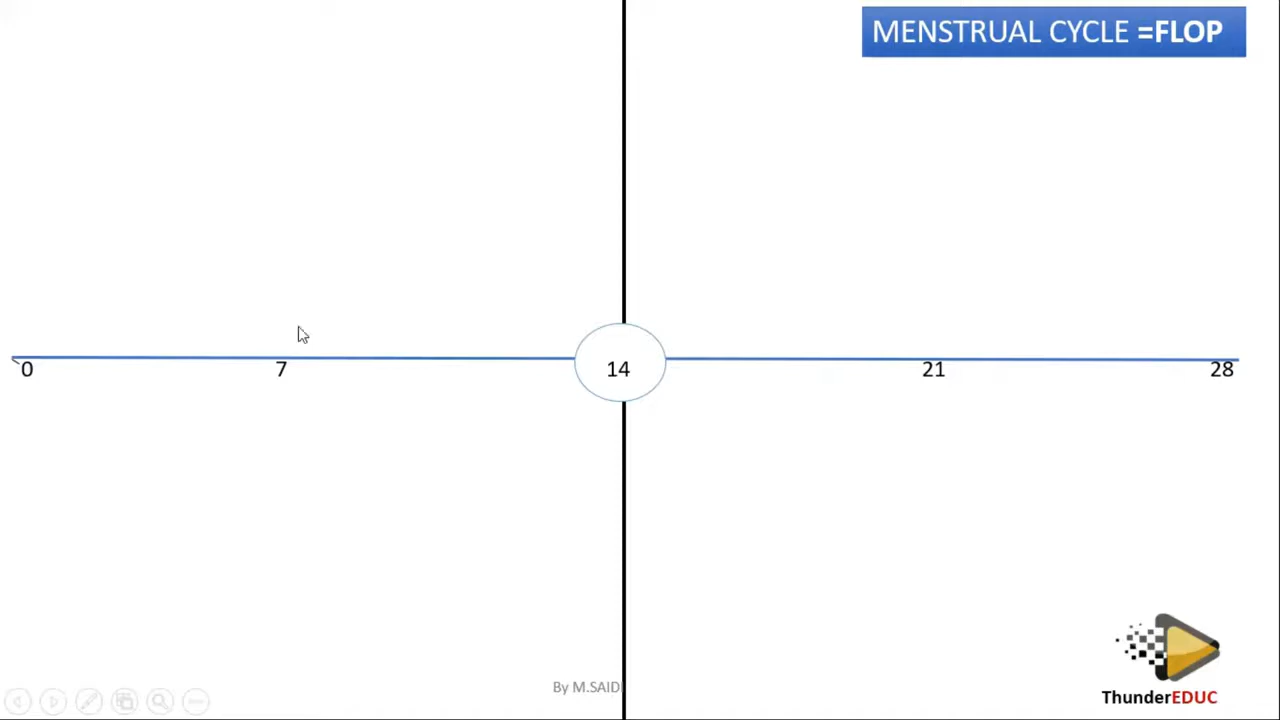 MENSTRUAL CYCLE =FLOP
0 7 14 21 28
By M.SAIDI
ThunderEDUC